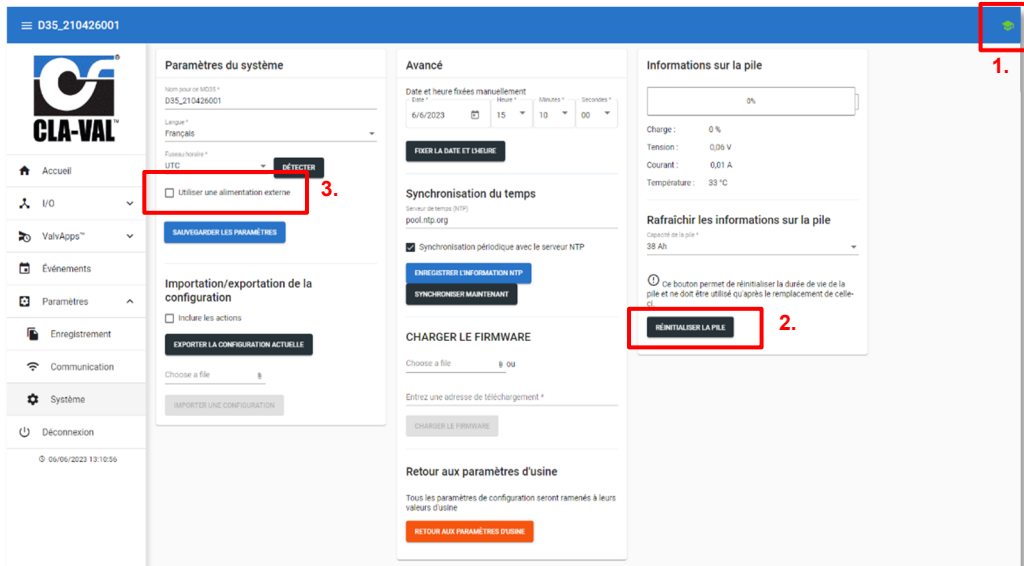 D35_210426001
1.
CLA-VAL™
®
Accueil
I/O
ValvApps™
Événements
Paramètres
Enregistrement
Communication
Système
Déconnexion
06/06/2023 13:10:56
Paramètres du système
Nom pour ce MD35 *
D35_210426001
Langue *
Français
Fuseau horaire *
UTC
DÉTECTER
Utiliser une alimentation externe
3.
SAUVEGARDER LES PARAMÈTRES
Importation/exportation de la
configuration
Inclure les actions
EXPORTER LA CONFIGURATION ACTUELLE
Choose a file
IMPORTER UNE CONFIGURATION
Avancé
Date et heure fixées manuellement
Date * Heure * Minutes * Secondes *
6/6/2023 15 10 00
FIXER LA DATE ET L'HEURE
Synchronisation du temps
Serveur de temps (NTP)
pool.ntp.org
Synchronisation périodique avec le serveur NTP
ENREGISTRER L'INFORMATION NTP
SYNCHRONISER MAINTENANT
CHARGER LE FIRMWARE
Choose a file ou
Entrez une adresse de téléchargement *
CHARGER LE FIRMWARE
Retour aux paramètres d'usine
Tous les paramètres de configuration seront ramenés à leurs
valeurs d'usine
RETOUR AUX PARAMÈTRES D'USINE
Informations sur la pile
0%
Charge : 0 %
Tension : 0,06 V
Courant : 0,01 A
Température : 33 °C
Rafraîchir les informations sur la pile
Capacité de la pile *
38 Ah
Ce bouton permet de réinitialiser la durée de vie de la
pile et ne doit être utilisé qu'après le remplacement de celle-
ci.
RÉINITIALISER LA PILE
2.